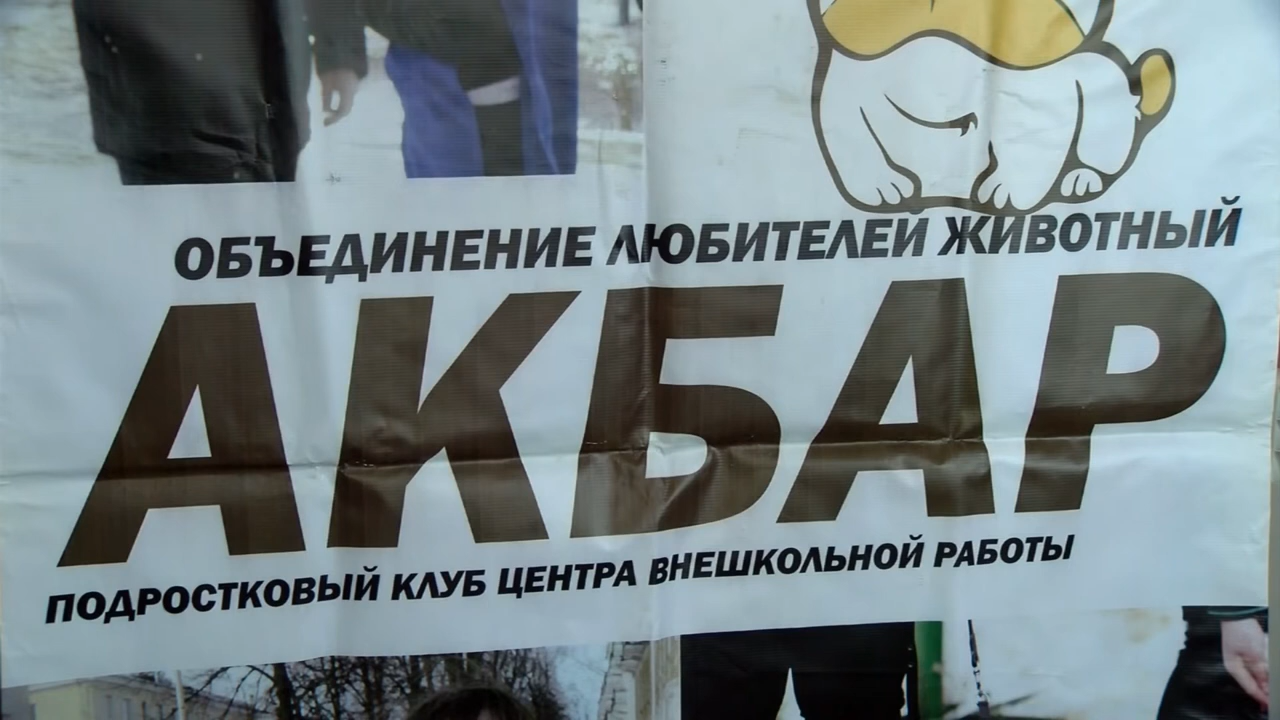 ОБЪЕДИНЕНИЕ ЛЮБИТЕЛЕЙ ЖИВОТНЫЙ
АКБАР
ПОДРОСТКОВЫЙ КЛУБ ЦЕНТРА ВНЕШКОЛЬНОЙ РАБОТЫ